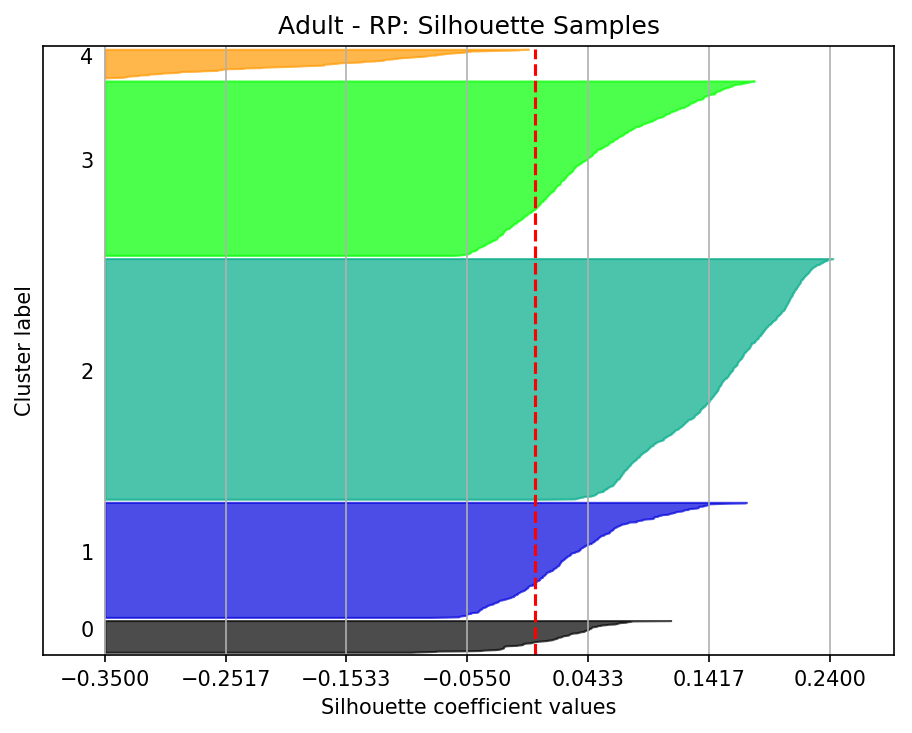 Adult - RP: Silhouette Samples
4
3
2
1
0
Cluster label
−0.3500 −0.2517 −0.1533 −0.0550 0.0433 0.1417 0.2400
Silhouette coefficient values